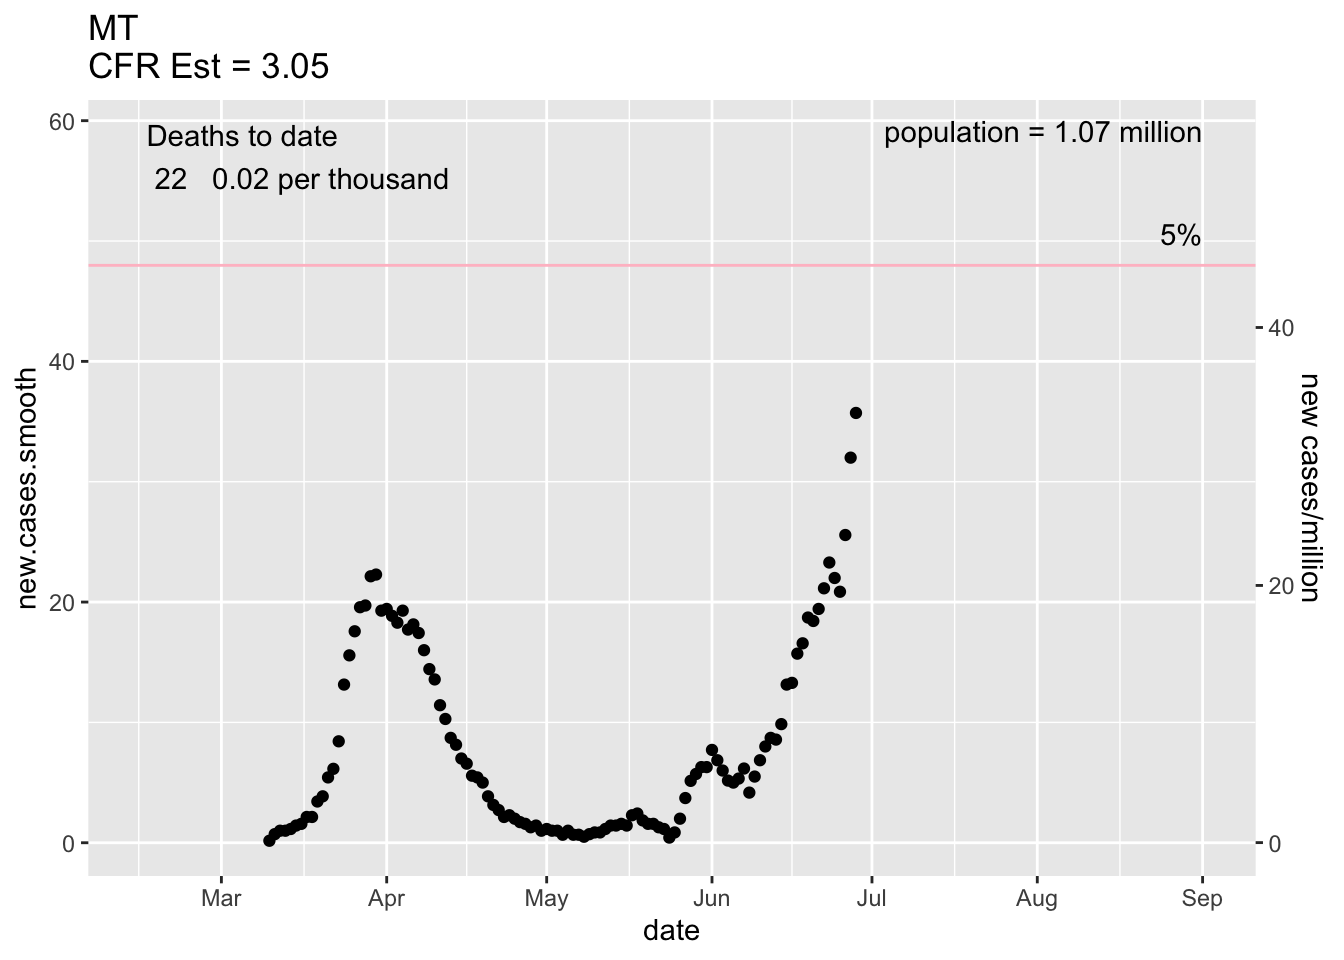 MT
CFR Est = 3.05
Deaths to date
22 0.02 per thousand
population = 1.07 million
5%
60
40
20
0
new.cases.smooth
40
20
0
new cases/million
Mar Apr May Jun Jul Aug Sep
date